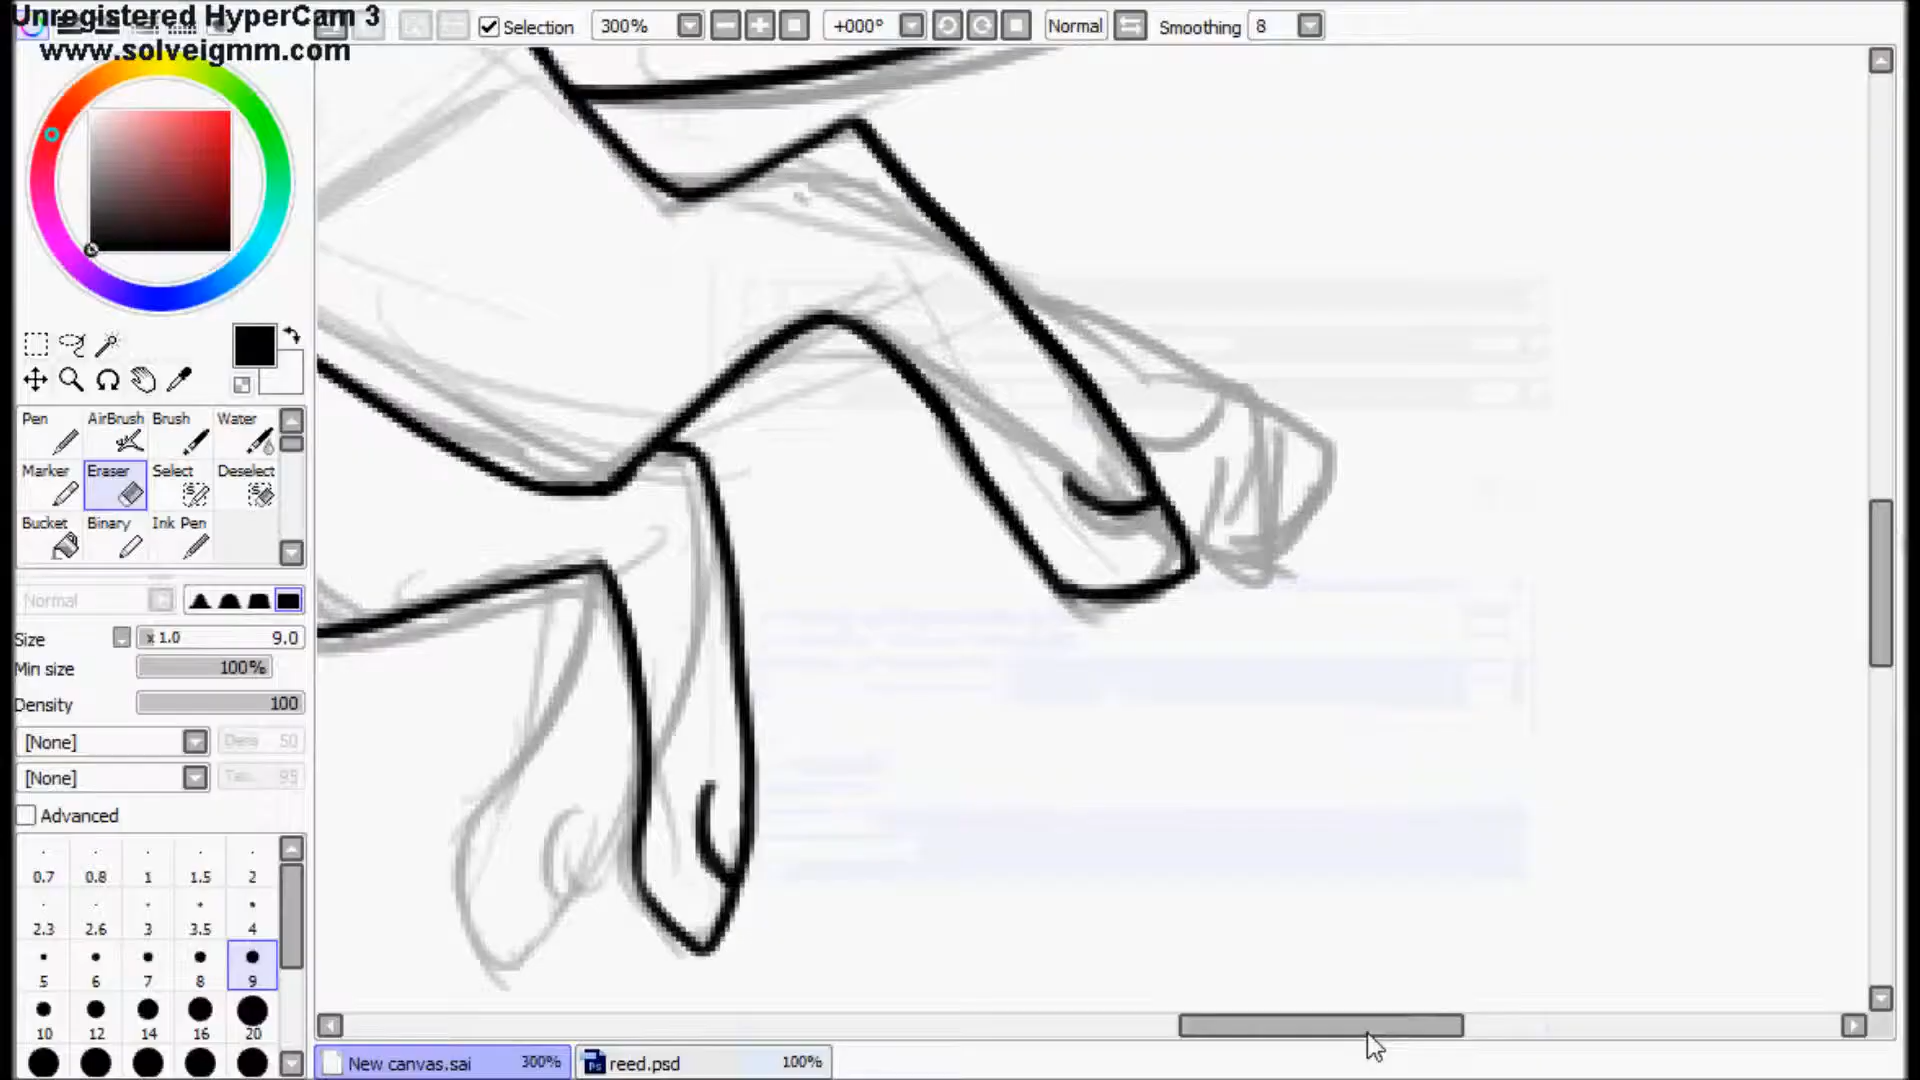 Unregistered HyperCam 3
www.solveigmm.com
Selection 300% +000° Normal Smoothing 8
Pen AirBrush Brush Water
Marker Eraser Select Deselect
Bucket Binary Ink Pen
Normal
Size x 1.0 9.0
Min size 100%
Density 100
[None] 50
[None] 95
Advanced
0.7 0.8 1 1.5 2
2.3 2.6 3 3.5 4
5 6 7 8 9
10 12 14 16 20
New canvas.sai 300% reed.psd 100%